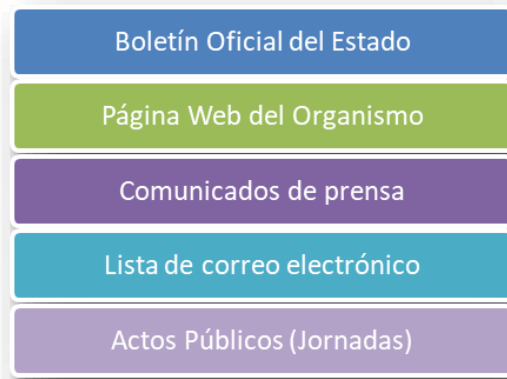 Boletín Oficial del Estado
Página Web del Organismo
Comunicados de prensa
Lista de correo electrónico
Actos Públicos (Jornadas)